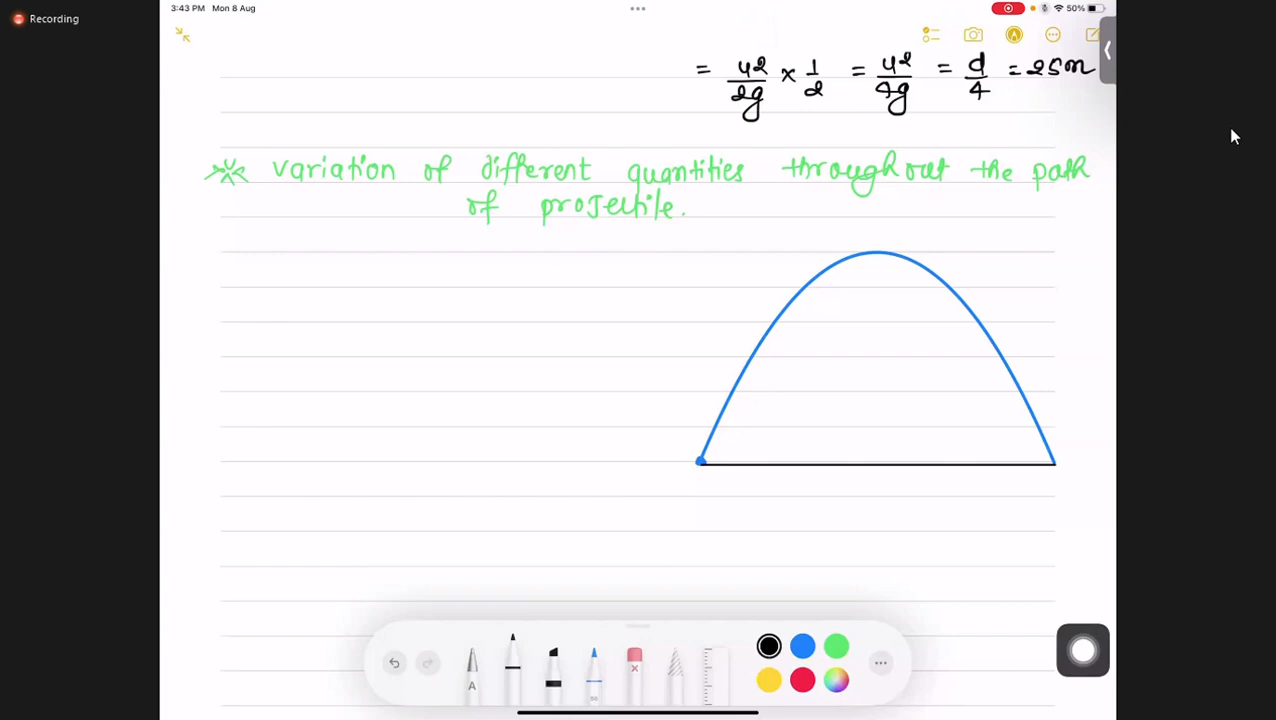 3:43 PM Mon 8 Aug
50%
Recording
= u2/2g × 1/2 = u2/4g = d/4 = 25m
variation of different quantities throughout the path
of projectile.
A
50